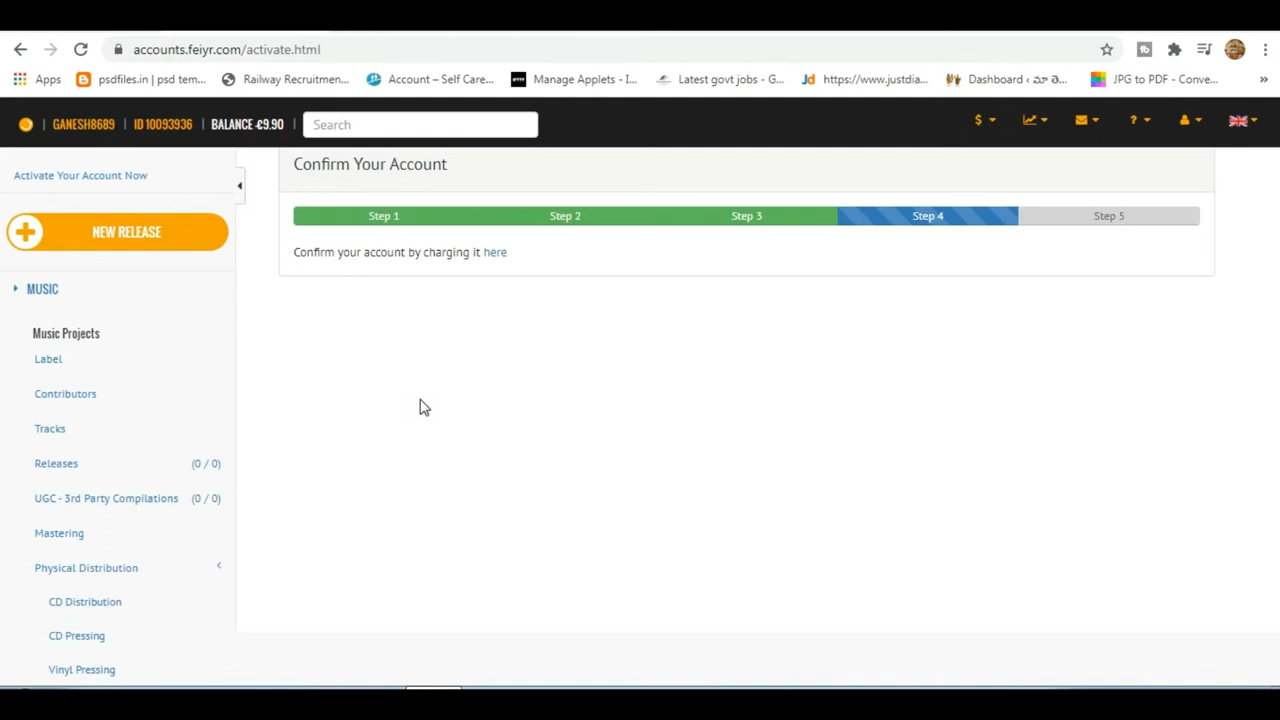 accounts.feiyr.com/activate.html
Apps psdfiles.in | psd tem... Railway Recruitmen... Account – Self Care... Manage Applets - I... Latest govt jobs - G... Jd https://www.justdia... Dashboard ‹ మా తె... JPG to PDF - Conve... »
GANESH8689 | ID 10093936 | BALANCE -€9.90 | Search $ ?
Activate Your Account Now
Confirm Your Account
Step 1 Step 2 Step 3 Step 4 Step 5
NEW RELEASE
Confirm your account by charging it here
MUSIC
Music Projects
Label
Contributors
Tracks
Releases (0 / 0)
UGC - 3rd Party Compilations (0 / 0)
Mastering
Physical Distribution
CD Distribution
CD Pressing
Vinyl Pressing